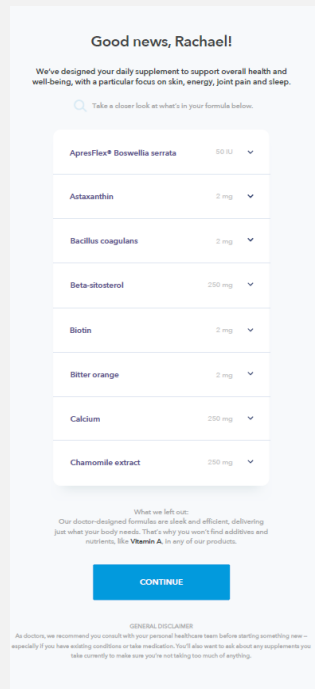 Good news, Rachael!
We've designed your daily supplement to support overall health and
well-being, with a particular focus on skin, energy, joint pain and sleep.
Take a closer look at what's in your formula below.
ApresFlex® Boswellia serrata 50 IU
Astaxanthin 2 mg
Bacillus coagulans 2 mg
Beta-sitosterol 250 mg
Biotin 2 mg
Bitter orange 2 mg
Calcium 250 mg
Chamomile extract 250 mg
What we left out:
Our doctor-designed formulas are sleek and efficient, delivering
just what your body needs. That's why you won't find additives and
nutrients, like Vitamin A, in any of our products.
CONTINUE
GENERAL DISCLAIMER
As doctors, we recommend you consult with your personal healthcare team before starting something new –
especially if you have existing conditions or take medication. You'll also want to ask about any supplements you
take currently to make sure you're not taking too much of anything.